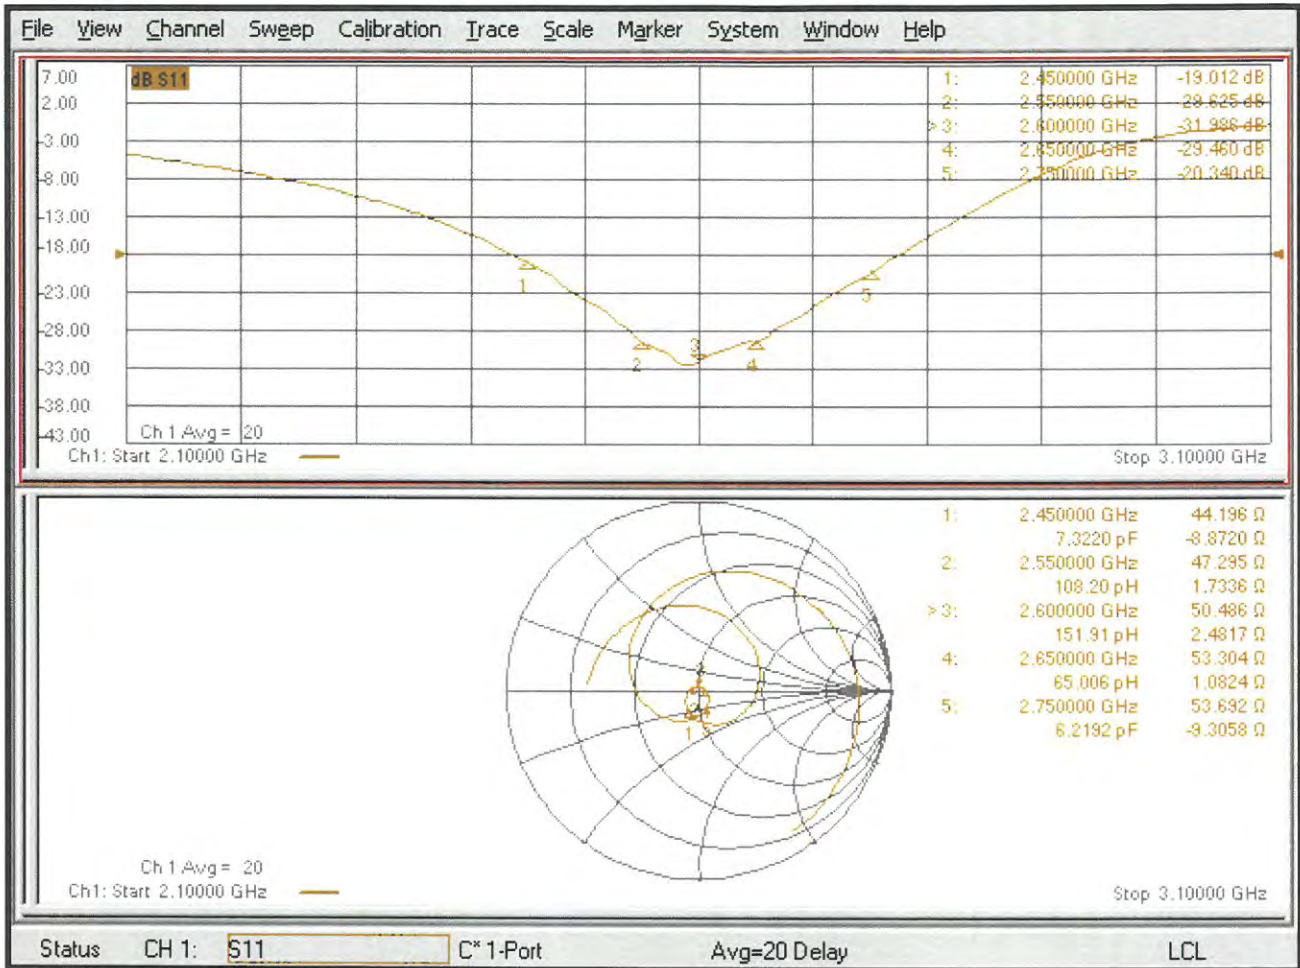 File View Channel Sweep Calibration Trace Scale Marker System Window Help
7.00
2.00
-3.00
-8.00
-13.00
-18.00
-23.00
-28.00
-33.00
-38.00
-43.00
dB S11
1: 2.450000 GHz -19.012 dB
2: 2.550000 GHz -29.625 dB
>3: 2.600000 GHz -31.986 dB
4: 2.650000 GHz -29.460 dB
5: 2.750000 GHz -20.340 dB
1
2
3
4
5
Ch 1 Avg = 20
Ch1: Start 2.10000 GHz
Stop 3.10000 GHz
1: 2.450000 GHz 44.196 Ω
7.3220 pF -8.8720 Ω
2: 2.550000 GHz 47.295 Ω
108.20 pH 1.7336 Ω
>3: 2.600000 GHz 50.486 Ω
151.91 pH 2.4817 Ω
4: 2.650000 GHz 53.304 Ω
65.006 pH 1.0824 Ω
5: 2.750000 GHz 53.692 Ω
6.2192 pF -9.3058 Ω
1
Ch 1 Avg = 20
Ch1: Start 2.10000 GHz
Stop 3.10000 GHz
Status CH 1: S11 C* 1-Port Avg=20 Delay LCL